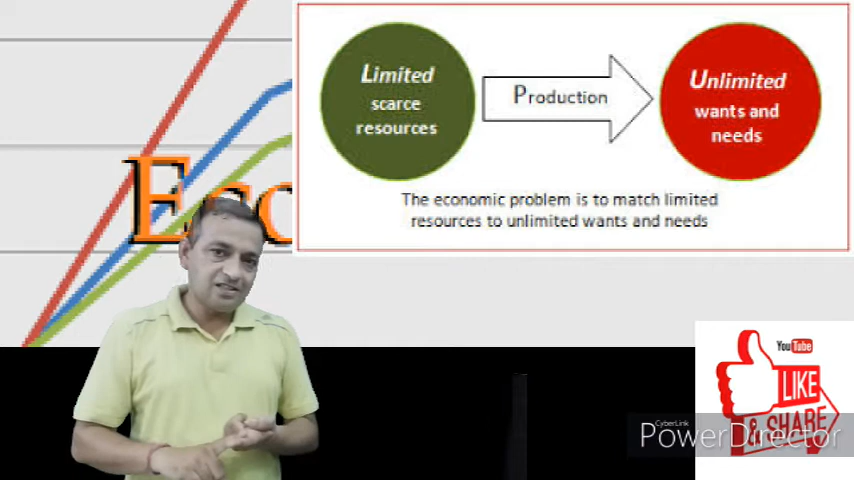 Limited
scarce
resources
Production
Unlimited
wants and
needs
The economic problem is to match limited
resources to unlimited wants and needs
YouTube
LIKE
& SHARE
CyberLink
PowerDirector